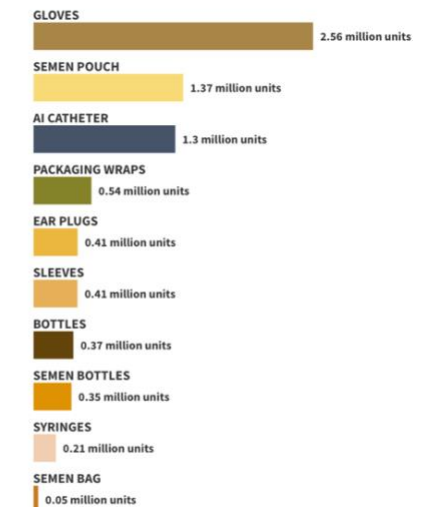 GLOVES
2.56 million units
SEMEN POUCH
1.37 million units
AI CATHETER
1.3 million units
PACKAGING WRAPS
0.54 million units
EAR PLUGS
0.41 million units
SLEEVES
0.41 million units
BOTTLES
0.37 million units
SEMEN BOTTLES
0.35 million units
SYRINGES
0.21 million units
SEMEN BAG
0.05 million units